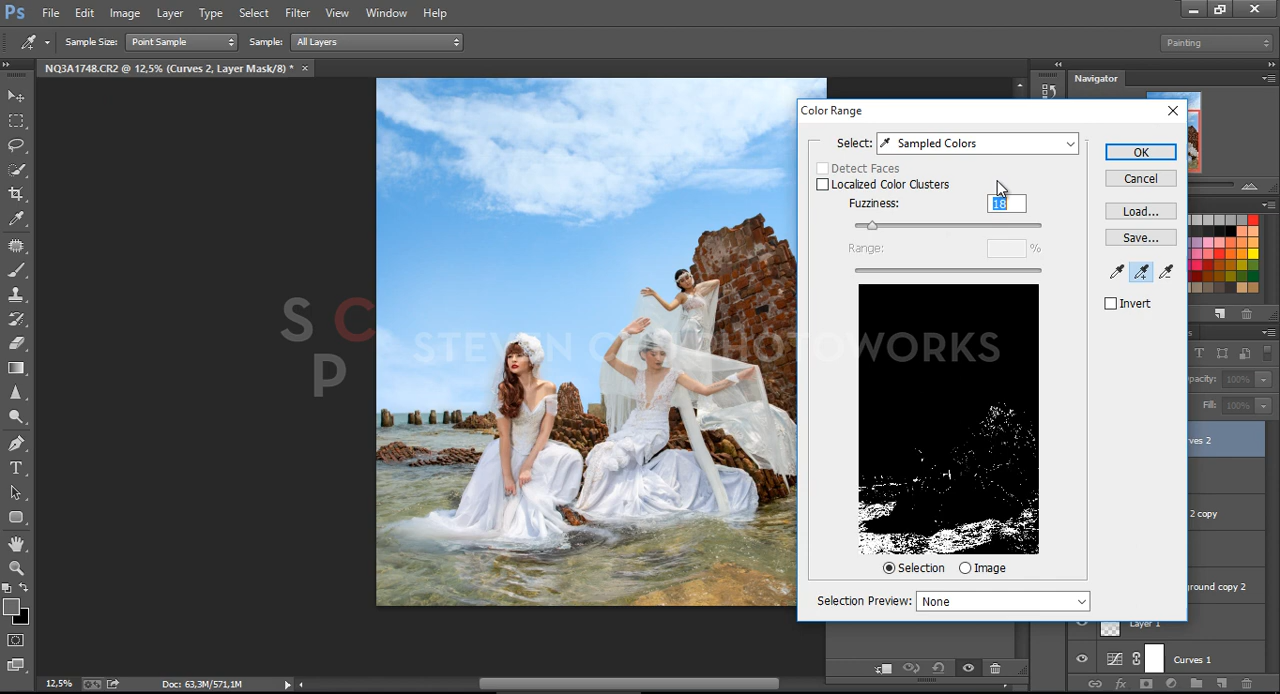 Ps File Edit Image Layer Type Select Filter View Window Help
Sample Size: Point Sample Sample: All Layers Painting
NQ3A1748.CR2 @ 12,5% (Curves 2, Layer Mask/8) * ×
Navigator
Color Range
Select: Sampled Colors
OK
Detect Faces
Cancel
Localized Color Clusters
Fuzziness: 18
Load...
Save...
Range: %
Invert
S C P STEVEN PHOTOWORKS
Opacity: 100%
Fill: 100%
Curves 2
2 copy
Selection Image
ground copy 2
Selection Preview: None
Layer 1
Curves 1
12,5% Doc: 63,3M/571,1M